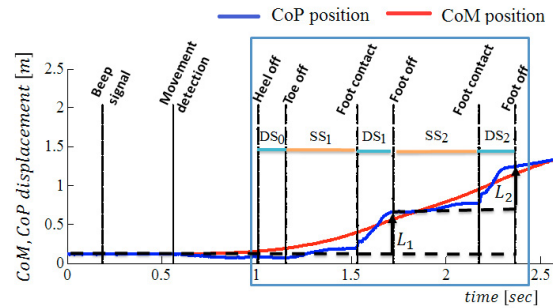 CoP position CoM position
Beep signal
Movement detection
Heel off
Toe off
Foot contact
Foot off
Foot contact
Foot off
DS0 SS1 DS1 SS2 DS2
CoM, CoP displacement [m]
2.5
2
1.5
1
0.5
0
L1
L2
0 0.5 1 1.5 2 2.5
time [sec]